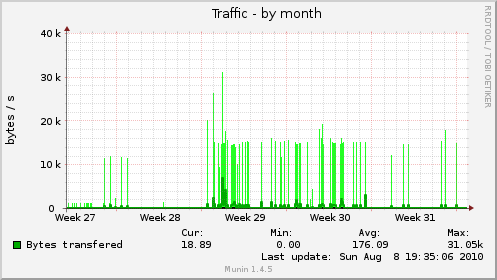 Traffic - by month
RRDTOOL / TOBI OETIKER
bytes / s
40 k
30 k
20 k
10 k
0
Week 27 Week 28 Week 29 Week 30 Week 31
Cur: Min: Avg: Max:
Bytes transfered 18.89 0.00 176.09 31.05k
Last update: Sun Aug 8 19:35:06 2010
Munin 1.4.5